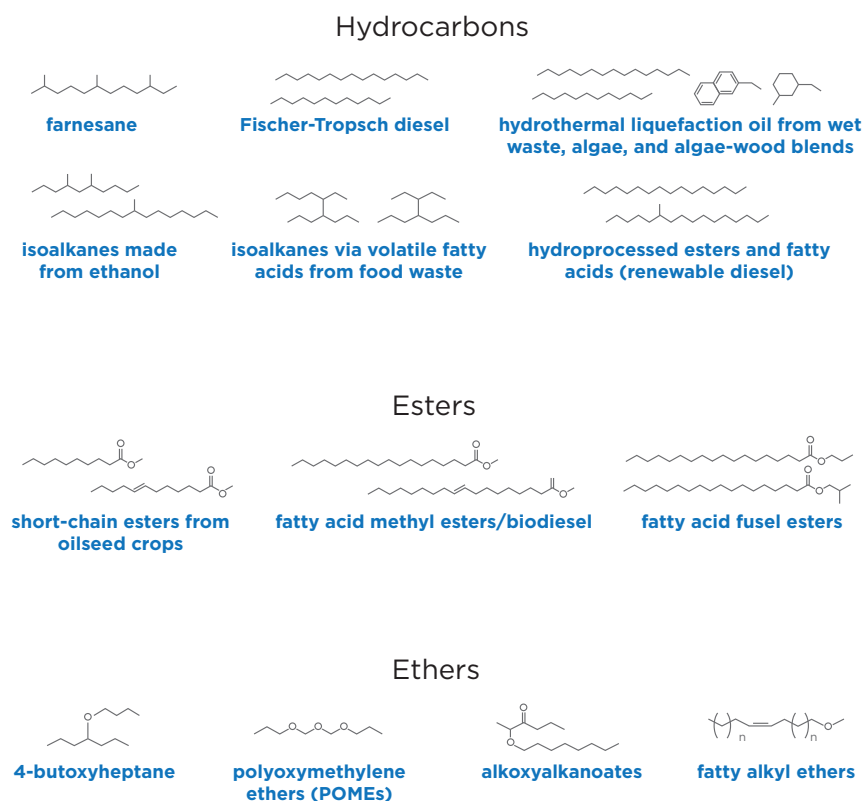 Hydrocarbons
farnesane
Fischer-Tropsch diesel
hydrothermal liquefaction oil from wet
waste, algae, and algae-wood blends
isoalkanes made
from ethanol
isoalkanes via volatile fatty
acids from food waste
hydroprocessed esters and fatty
acids (renewable diesel)
Esters
O
O
O
O
short-chain esters from
oilseed crops
O
O
O
fatty acid methyl esters/biodiesel
O
O
O
O
fatty acid fusel esters
Ethers
O
4-butoxyheptane
O O O
polyoxymethylene
ethers (POMEs)
O
O
alkoxyalkanoates
O
n n
fatty alkyl ethers